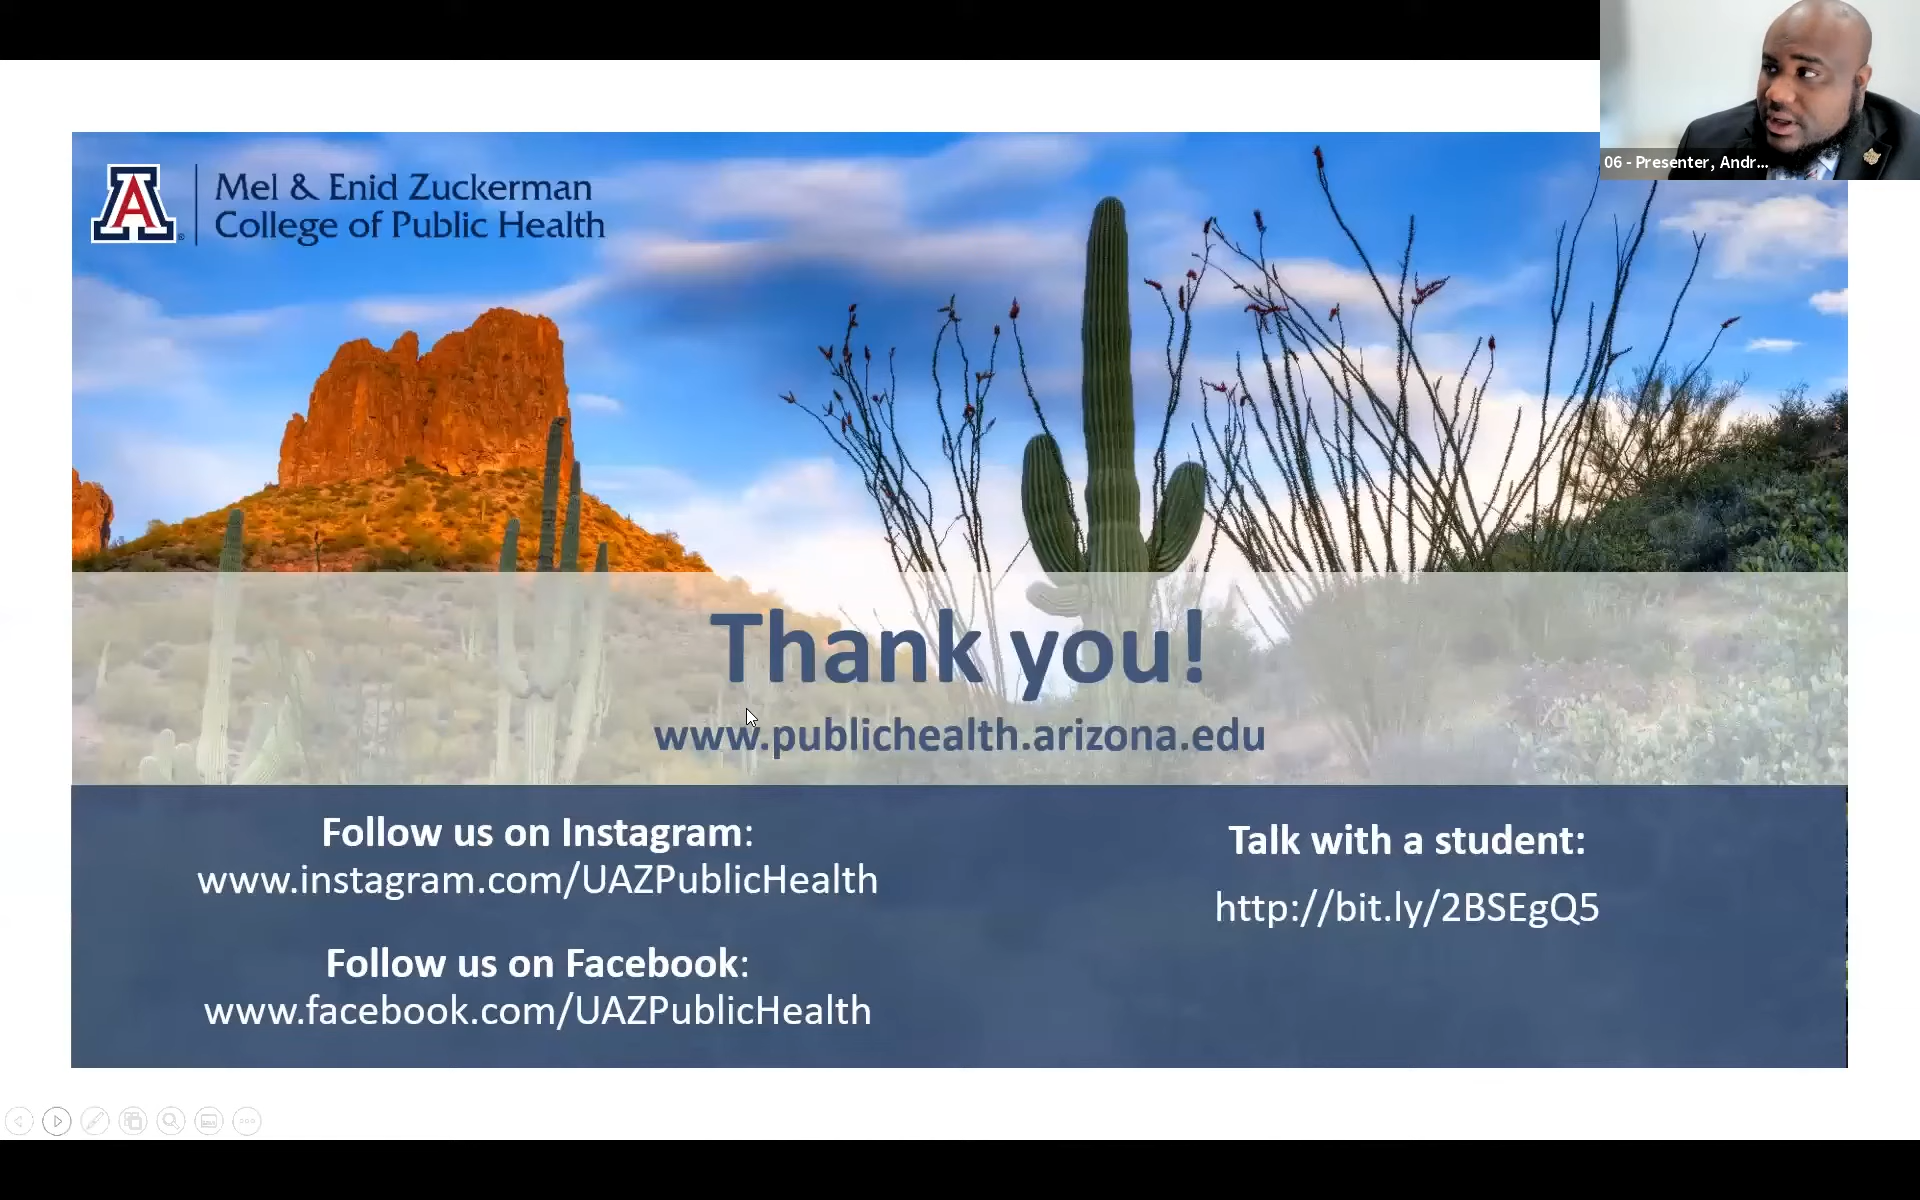 A
Mel & Enid Zuckerman
College of Public Health
06 - Presenter, Andr...
Thank you!
www.publichealth.arizona.edu
Follow us on Instagram:
www.instagram.com/UAZPublicHealth
Follow us on Facebook:
www.facebook.com/UAZPublicHealth
Talk with a student:
http://bit.ly/2BSEgQ5